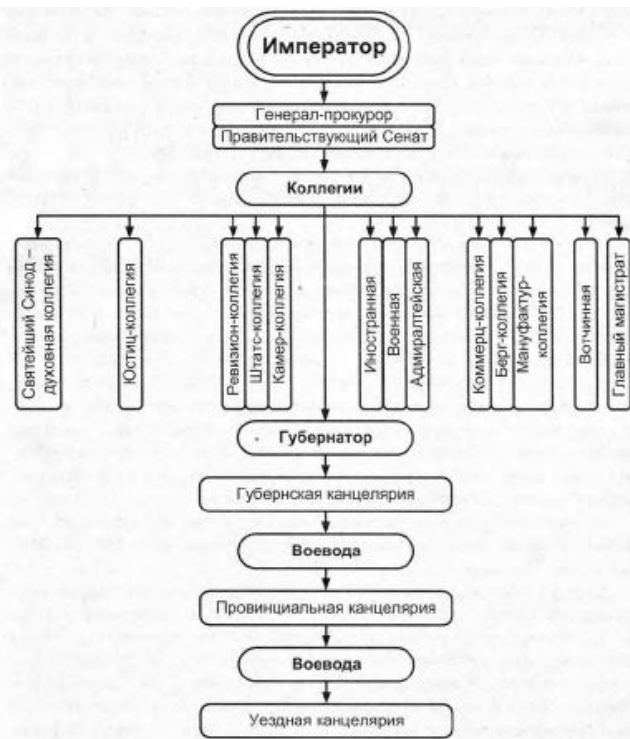 Император
Генерал-прокурор
Правительствующий Сенат
Коллегии
Святейший Синод –
духовная коллегия
Юстиц-коллегия
Ревизион-коллегия
Штатс-коллегия
Камер-коллегия
Иностранная
Военная
Адмиралтейская
Коммерц-коллегия
Берг-коллегия
Мануфактур-
коллегия
Вотчинная
Главный магистрат
Губернатор
Губернская канцелярия
Воевода
Провинциальная канцелярия
Воевода
Уездная канцелярия